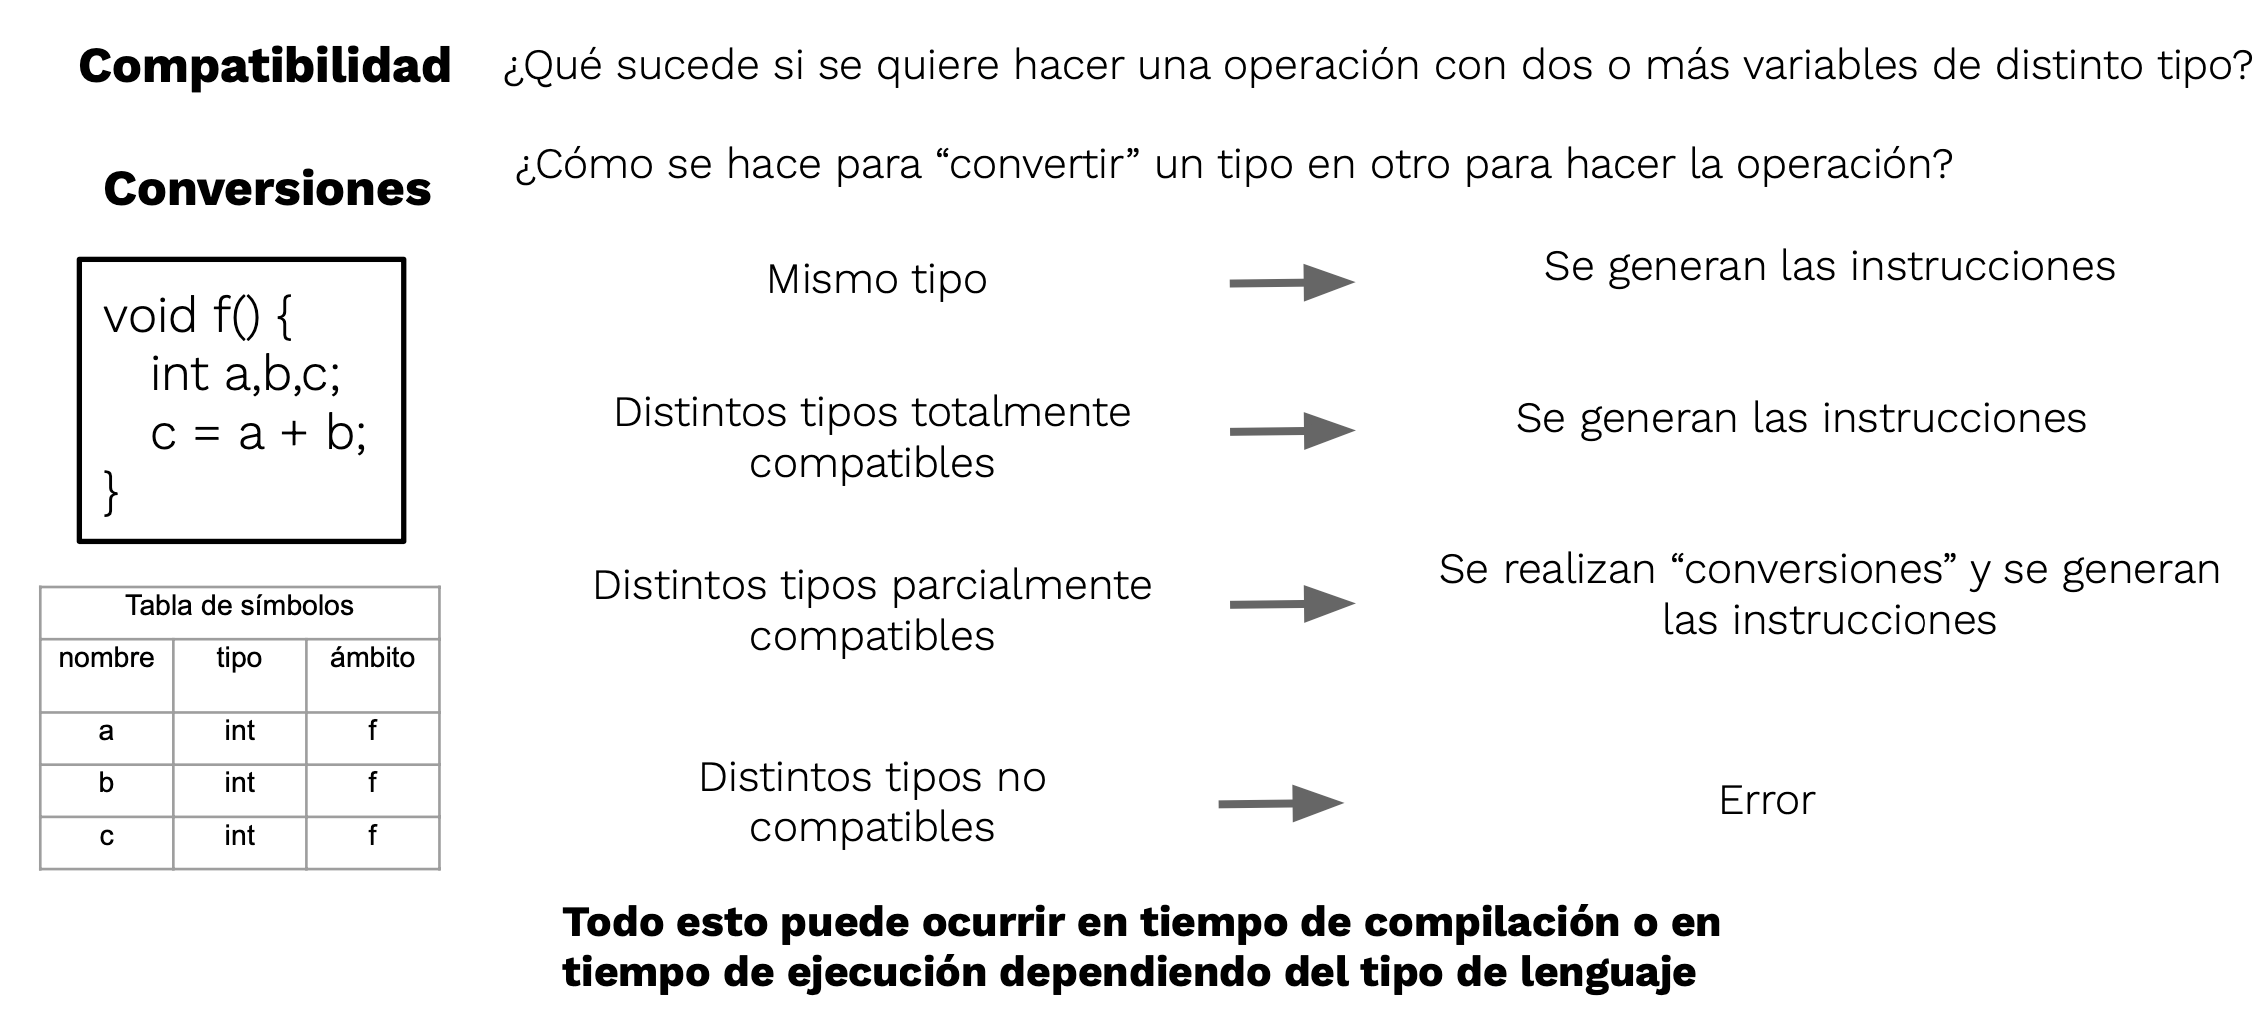 Compatibilidad
¿Qué sucede si se quiere hacer una operación con dos o más variables de distinto tipo?
Conversiones
¿Cómo se hace para “convertir” un tipo en otro para hacer la operación?
void f() {
int a,b,c;
c = a + b;
}
Tabla de símbolos
nombre tipo ámbito
a int f
b int f
c int f
Mismo tipo
Se generan las instrucciones
Distintos tipos totalmente
compatibles
Se generan las instrucciones
Distintos tipos parcialmente
compatibles
Se realizan “conversiones” y se generan
las instrucciones
Distintos tipos no
compatibles
Error
Todo esto puede ocurrir en tiempo de compilación o en
tiempo de ejecución dependiendo del tipo de lenguaje